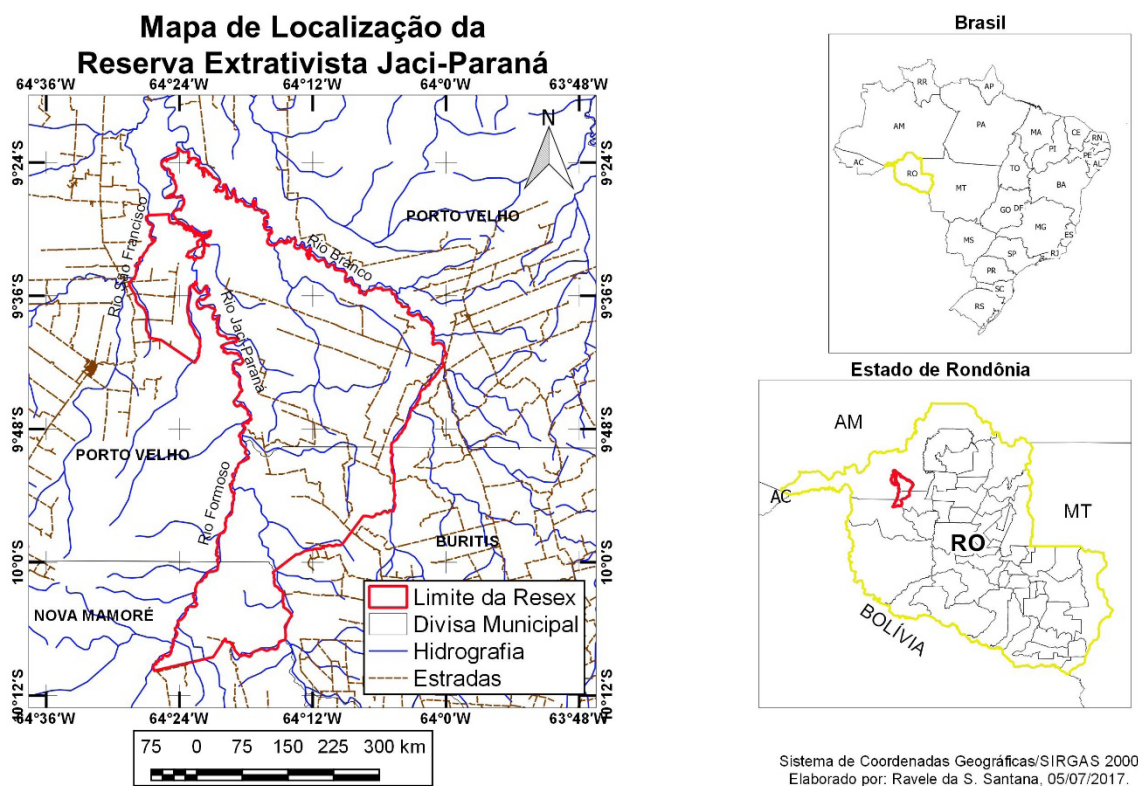 Mapa de Localização da
Reserva Extrativista Jaci-Paraná
64°36'W 64°24'W 64°12'W 64°0'W 63°48'W
9°24'S
9°36'S
9°48'S
10°0'S
10°12'S
N
PORTO VELHO
Rio São Francisco
Rio Branco
Rio Jaci-Paraná
PORTO VELHO
Rio Formoso
BURITIS
NOVA MAMORÉ
Limite da Resex
Divisa Municipal
Hidrografia
Estradas
9°24'S
9°36'S
9°48'S
10°0'S
10°12'S
64°36'W 64°24'W 64°12'W 64°0'W 63°48'W
75 0 75 150 225 300 km
Brasil
RR AP
AM PA MA CE RN
PI PE AL
AC RO TO
MT BA
GO DF
MG
MS ES
SP RJ
PR
SC
RS
Estado de Rondônia
AM
AC
MT
RO
BOLÍVIA
Sistema de Coordenadas Geográficas/SIRGAS 2000
Elaborado por: Ravele da S. Santana, 05/07/2017.